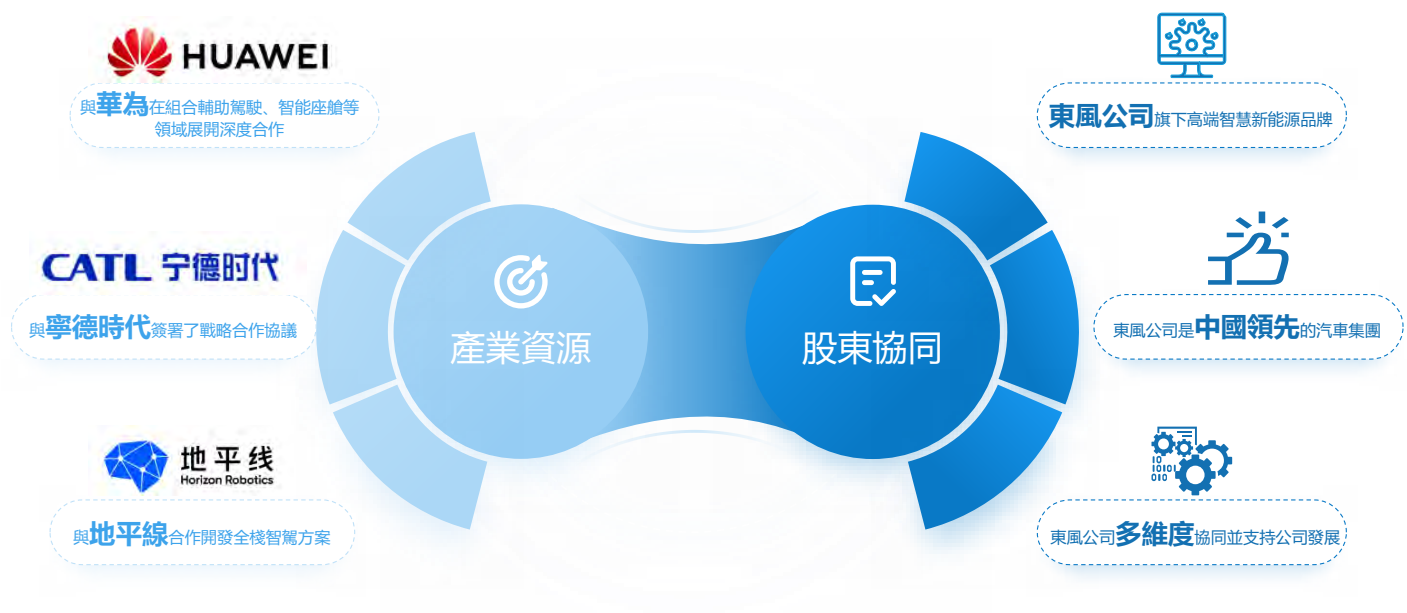 HUAWEI
與華為在組合輔助駕駛、智能座艙等
領域展開深度合作
CATL 宁德时代
與寧德時代簽署了戰略合作協議
地平线
Horizon Robotics
與地平線合作開發全棧智駕方案
產業資源
股東協同
東風公司旗下高端智慧新能源品牌
東風公司是中國領先的汽車集團
10
10101
010
東風公司多維度協同並支持公司發展